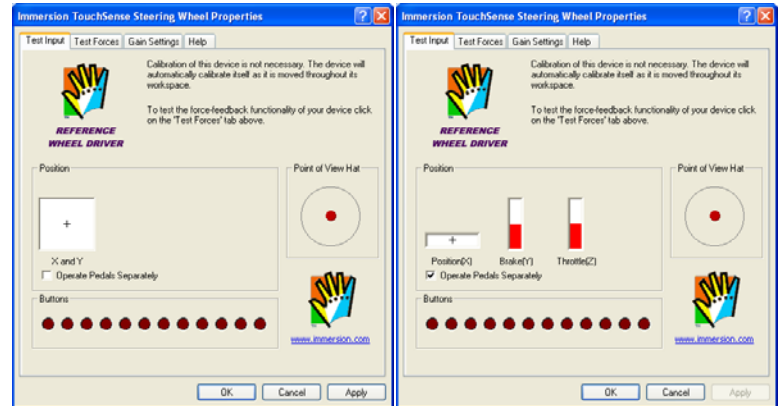 Immersion TouchSense Steering Wheel Properties
Test Input Test Forces Gain Settings Help
Calibration of this device is not necessary. The device will
automatically calibrate itself as it is moved throughout its
workspace.
To test the force-feedback functionality of your device click
on the 'Test Forces' tab above.
REFERENCE
WHEEL DRIVER
Position
Point of View Hat
X and Y
Operate Pedals Separately
Buttons
www.immersion.com
OK Cancel Apply
Immersion TouchSense Steering Wheel Properties
Test Input Test Forces Gain Settings Help
Calibration of this device is not necessary. The device will
automatically calibrate itself as it is moved throughout its
workspace.
To test the force-feedback functionality of your device click
on the 'Test Forces' tab above.
REFERENCE
WHEEL DRIVER
Position
Point of View Hat
Position(X) Brake(Y) Throttle(Z)
Operate Pedals Separately
Buttons
www.immersion.com
OK Cancel Apply